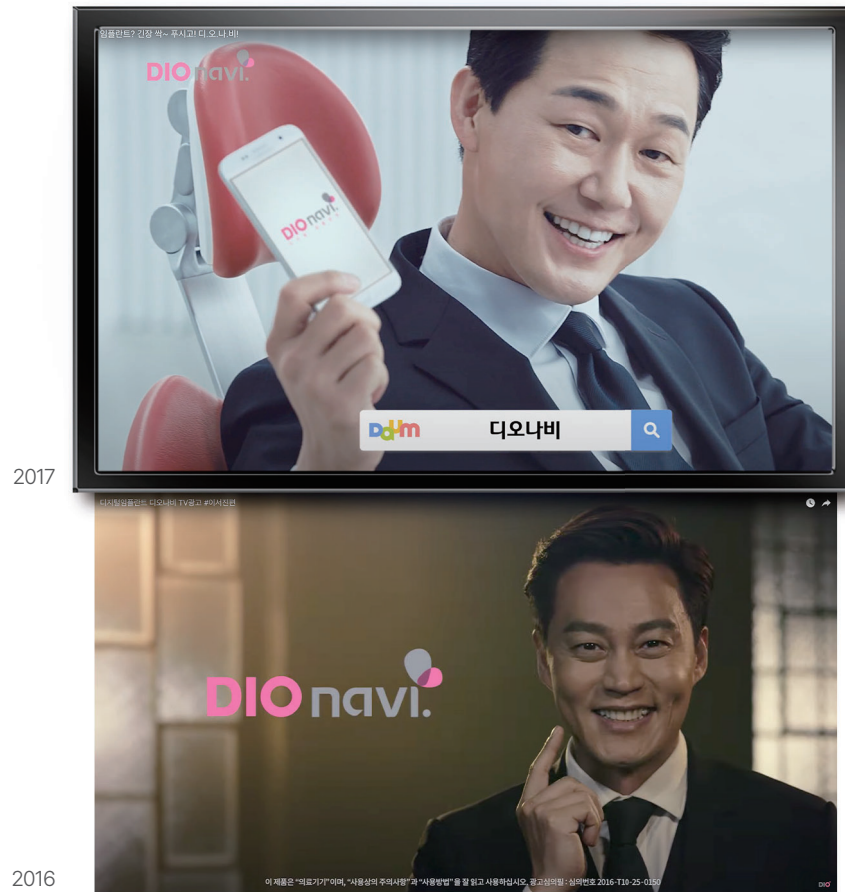 임플란트? 긴장 싹~ 푸시고! 디.오.나.비!
DIO navi.
DIO navi.
Daum 디오나비
2017
디지털임플란트 디오나비 TV광고 #이서진편
DIO navi.
이 제품은 “의료기기”이며, “사용상의 주의사항”과 “사용방법”을 잘 읽고 사용하십시오. 광고심의필 : 심의번호 2016-T10-25-0150
DIO
2016